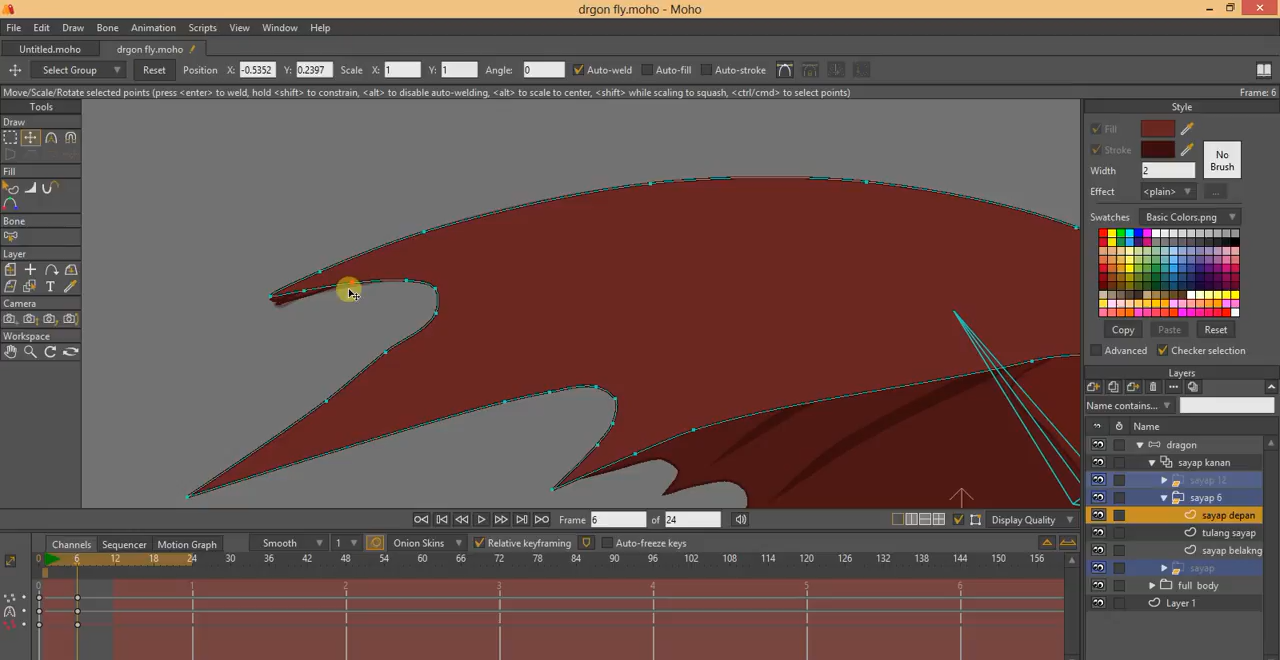 drgon fly.moho - Moho
File Edit Draw Bone Animation Scripts View Window Help
Untitled.moho drgon fly.moho
Select Group Reset Position X: -0.5352 Y: 0.2397 Scale X: 1 Y: 1 Angle: 0 Auto-weld Auto-fill Auto-stroke
Move/Scale/Rotate selected points (press <enter> to weld, hold <shift> to constrain, <alt> to disable auto-welding, <alt> to scale to center, <shift> while scaling to squash, <ctrl/cmd> to select points) Frame: 6
Tools
Draw
Fill
Bone
Layer
Camera
Workspace
Style
Fill
Stroke
No Brush
Width 2
Effect <plain> ...
Swatches Basic Colors.png
Copy Paste Reset
Advanced Checker selection
Layers
Name contains...
Name
dragon
sayap kanan
sayap 12
sayap 6
sayap depan
tulang sayap
sayap belakng
sayap
full body
Layer 1
Frame 6 of 24 Display Quality
Channels Sequencer Motion Graph Smooth 1 Onion Skins Relative keyframing Auto-freeze keys
0 6 12 18 24 30 36 42 48 54 60 66 72 78 84 90 96 102 108 114 120 126 132 138 144 150 156
0 1 2 3 4 5 6